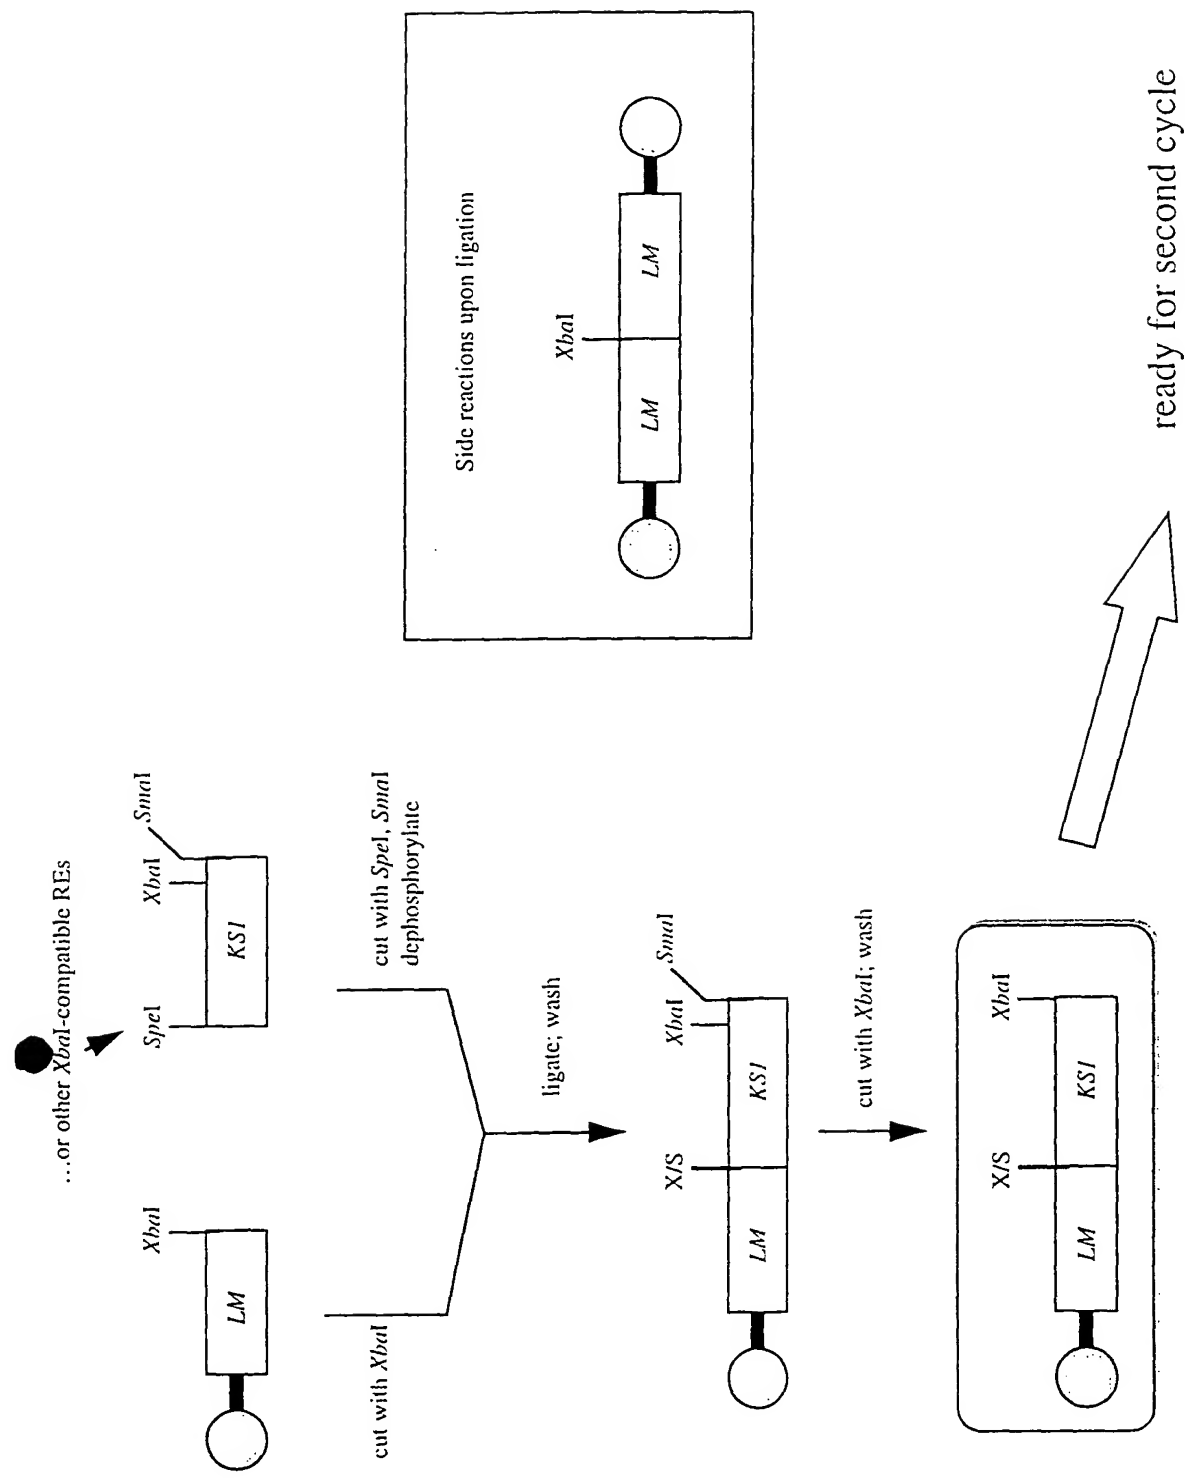 ...or other XbaI-compatible REs
XbaI
SpeI
XbaI
SmaI
LM
KS1
cut with XbaI
cut with SpeI, SmaI
dephosphorylate
ligate; wash
X/S
XbaI
SmaI
LM
KS1
cut with XbaI; wash
X/S
XbaI
LM
KS1
Side reactions upon ligation
XbaI
LM
LM
ready for second cycle